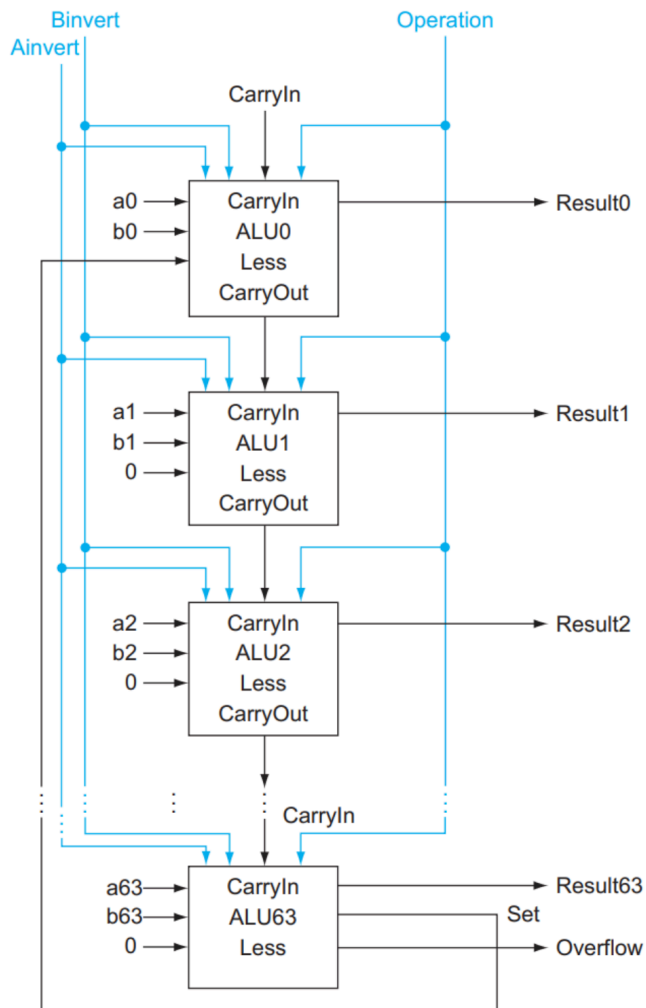 Binvert
Operation
Ainvert
CarryIn
a0
CarryIn
Result0
b0
ALU0
Less
CarryOut
a1
CarryIn
Result1
b1
ALU1
0
Less
CarryOut
a2
CarryIn
Result2
b2
ALU2
0
Less
CarryOut
CarryIn
a63
CarryIn
Result63
b63
ALU63
Set
0
Less
Overflow